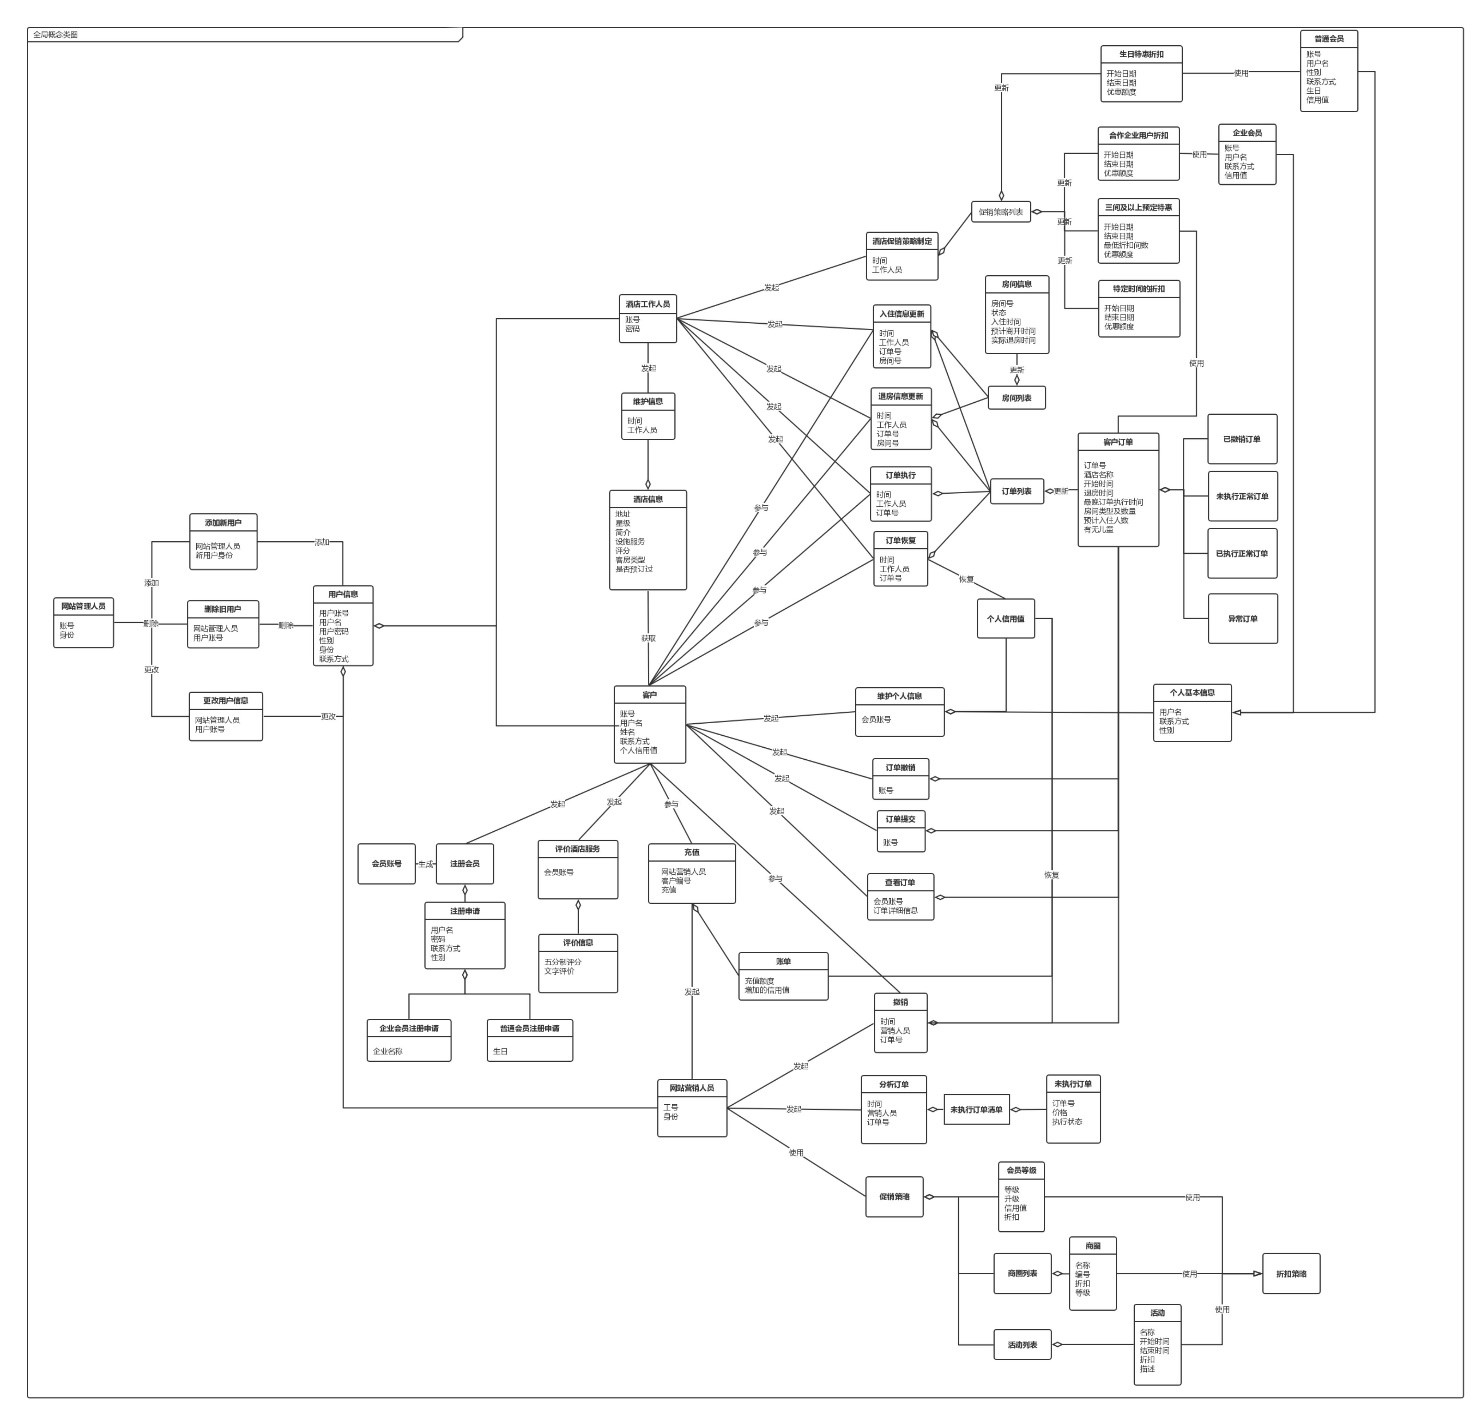 全局概念类图
普通会员
账号
用户名
性别
联系方式
生日
信用值
生日特惠折扣
开始日期
结束日期
优惠额度
使用
更新
合作企业用户折扣
开始日期
结束日期
优惠额度
使用
企业会员
账号
用户名
联系方式
信用值
更新
促销策略列表
更新
三间及以上预定特惠
开始日期
结束日期
最低折扣间数
优惠额度
更新
特定时间的折扣
开始日期
结束日期
优惠额度
使用
酒店促销策略制定
时间
工作人员
房间信息
房间号
状态
入住时间
预计离开时间
实际退房时间
更新
房间列表
酒店工作人员
账号
密码
发起
发起
发起
发起
发起
发起
入住信息更新
时间
工作人员
订单号
房间号
退房信息更新
时间
工作人员
订单号
房间号
订单执行
时间
工作人员
订单号
订单恢复
时间
工作人员
订单号
订单列表
更新
客户订单
订单号
酒店名称
开始时间
退房时间
最晚订单执行时间
房间类型及数量
预计入住人数
有无儿童
已撤销订单
未执行正常订单
已执行正常订单
异常订单
维护信息
时间
工作人员
酒店信息
地址
星级
简介
设施服务
评分
客房类型
是否预订过
获取
参与
参与
参与
参与
恢复
个人信用值
添加新用户
网站管理人员
新用户身份
添加
添加
网站管理人员
账号
身份
删除
删除旧用户
网站管理人员
用户账号
删除
用户信息
用户账号
用户名
用户密码
性别
身份
联系方式
更改
更改用户信息
网站管理人员
用户账号
更改
客户
账号
用户名
姓名
联系方式
个人信用值
发起
维护个人信息
会员账号
个人基本信息
用户名
联系方式
性别
发起
订单撤销
账号
发起
订单提交
账号
发起
查看订单
会员账号
订单详细信息
恢复
发起
发起
参与
参与
会员账号
生成
注册会员
评价酒店服务
会员账号
充值
网站营销人员
客户编号
充值
注册申请
用户名
密码
联系方式
性别
评价信息
五分制评分
文字评价
账单
充值额度
增加的信用值
企业会员注册申请
企业名称
普通会员注册申请
生日
发起
撤销
时间
营销人员
订单号
网站营销人员
工号
身份
发起
发起
使用
分析订单
时间
营销人员
订单号
未执行订单清单
未执行订单
订单号
价格
执行状态
促销策略
会员等级
等级
升级
信用值
折扣
使用
商圈列表
商圈
名称
编号
折扣
等级
使用
折扣策略
使用
活动列表
活动
名称
开始时间
结束时间
折扣
描述